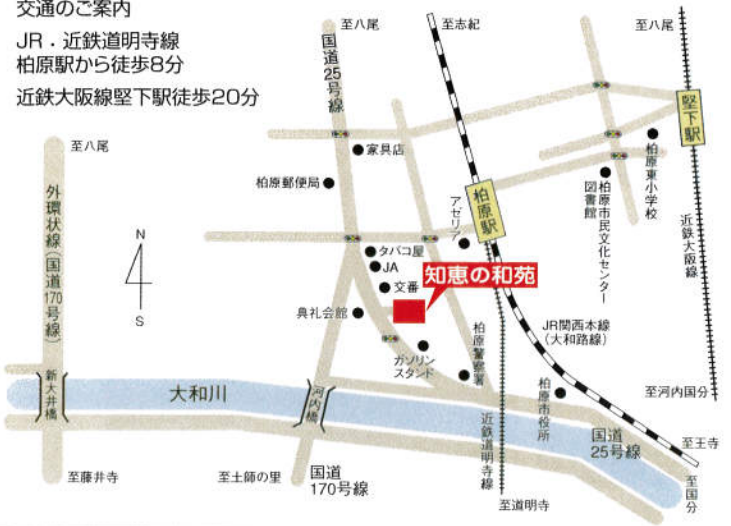 交通のご案内
JR．近鉄道明寺線
柏原駅から徒歩8分
近鉄大阪線堅下駅徒歩20分
至八尾
国道25号線
至志紀
至八尾
堅下駅
至八尾
家具店
柏原郵便局
柏原東小学校
柏原市民文化センター
図書館
柏原駅
アゼリア
外環状線（国道170号線）
近鉄大阪線
N
S
タバコ屋
JA
交番
知恵の和苑
典礼会館
JR関西本線
（大和路線）
ガソリン
スタンド
柏原警察署
新大井橋
大和川
河内橋
柏原市役所
至河内国分
近鉄道明寺線
国道
25号線
至王寺
至藤井寺
至土師の里
国道
170号線
至道明寺
至国分